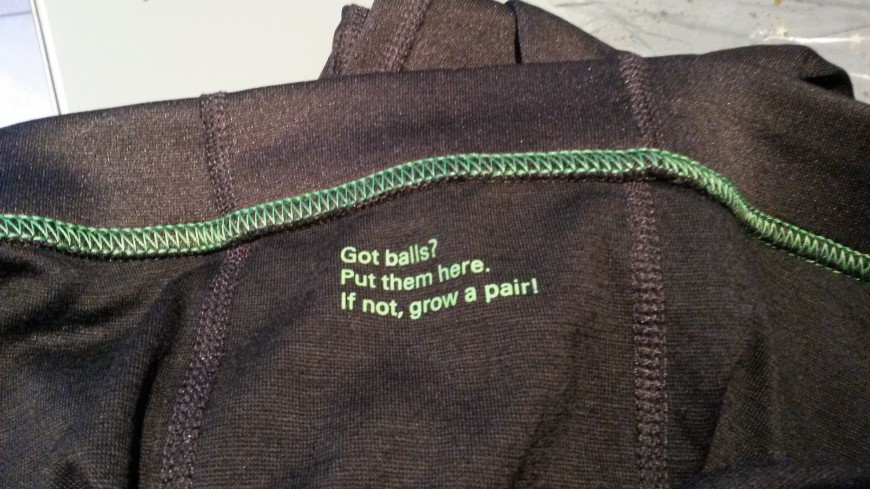 Got balls?
Put them here.
If not, grow a pair!